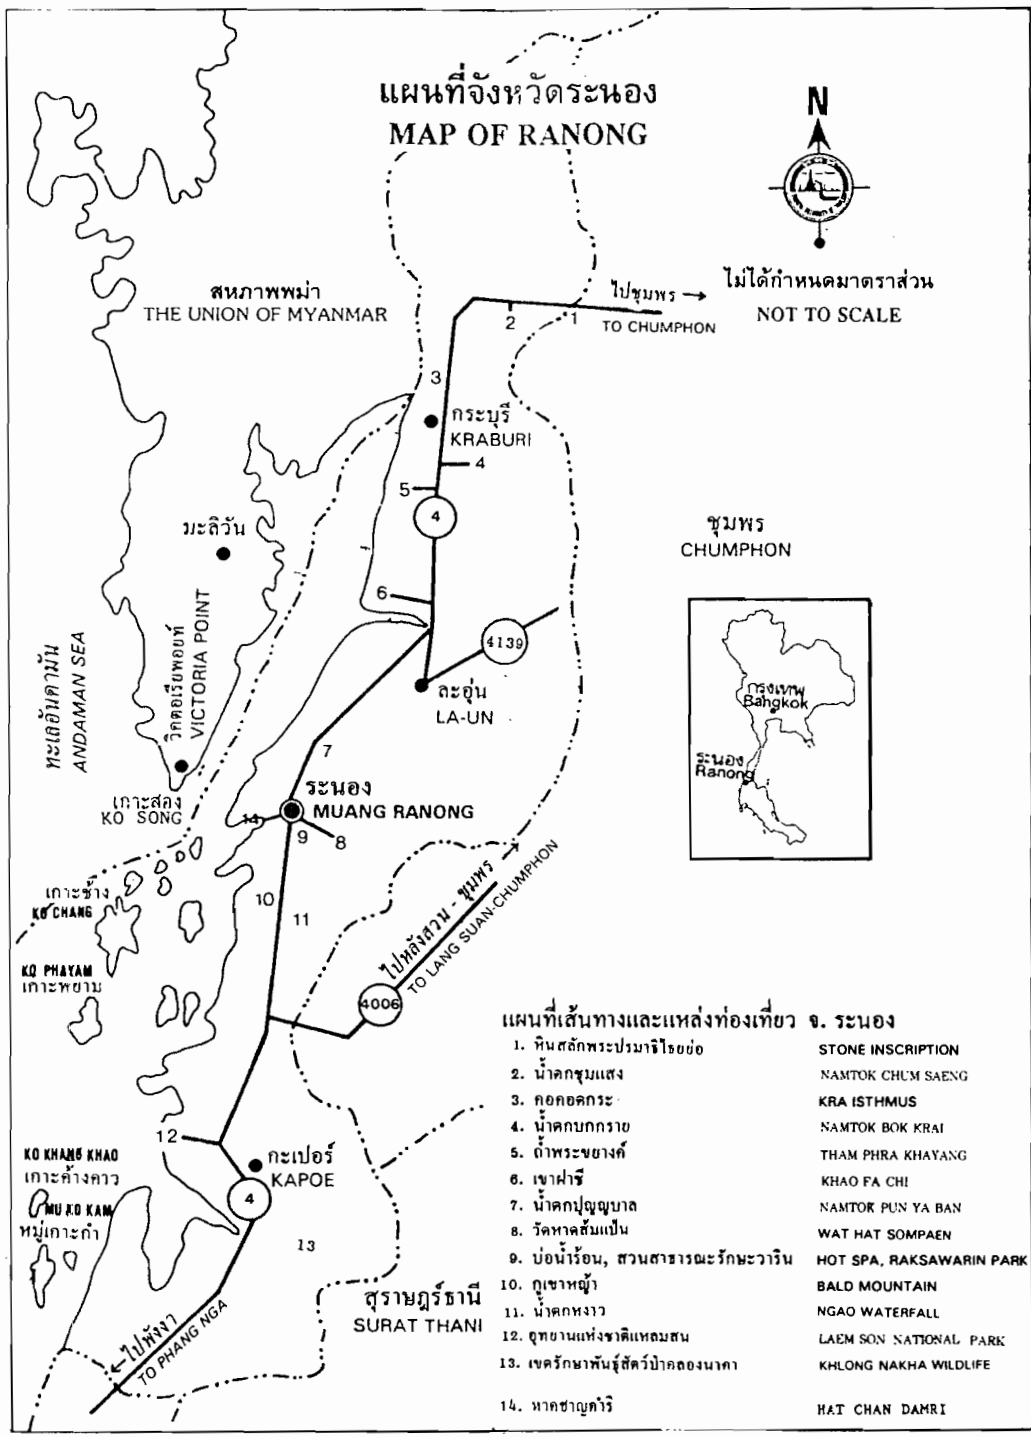 แผนที่จังหวัดระนอง
MAP OF RANONG
N
ไม่ได้กำหนดมาตราส่วน
NOT TO SCALE
สหภาพพม่า
THE UNION OF MYANMAR
ไปชุมพร →
TO CHUMPHON
1
2
3
กระบุรี
KRABURI
4
5
4
มะลิวัน
ชุมพร
CHUMPHON
6
4139
ละอุ่น
LA-UN
ทะเลอันดามัน
ANDAMAN SEA
วิคตอเรียพอยท์
VICTORIA POINT
7
กรุงเทพ
Bangkok
ระนอง
Ranong
เกาะสอง
KO SONG
ระนอง
MUANG RANONG
14
9
8
เกาะช้าง
KO CHANG
10
11
ไปหลังสวน - ชุมพร
TO LANG SUAN-CHUMPHON
KO PHAYAM
เกาะพยาม
4006
12
กะเปอร์
KAPOE
KO KHANG KHAO
เกาะค้างคาว
MU KO KAM
หมู่เกาะกำ
4
13
สุราษฎร์ธานี
SURAT THANI
←ไปพังงา
TO PHANG NGA
แผนที่เส้นทางและแหล่งท่องเที่ยว จ. ระนอง
1. หินสลักพระปรมาธิไธยย่อ STONE INSCRIPTION
2. น้ำตกชุมแสง NAMTOK CHUM SAENG
3. คอคอดกระ KRA ISTHMUS
4. น้ำตกบกกราย NAMTOK BOK KRAI
5. ถ้ำพระขยางค์ THAM PHRA KHAYANG
6. เขาฝาชี KHAO FA CHI
7. น้ำตกปุญญบาล NAMTOK PUN YA BAN
8. วัดหาดส้มแป้น WAT HAT SOMPAEN
9. บ่อน้ำร้อน, สวนสาธารณะรักษะวาริน HOT SPA, RAKSAWARIN PARK
10. ภูเขาหญ้า BALD MOUNTAIN
11. น้ำตกหงาว NGAO WATERFALL
12. อุทยานแห่งชาติแหลมสน LAEM SON NATIONAL PARK
13. เขตรักษาพันธุ์สัตว์ป่าคลองนาคา KHLONG NAKHA WILDLIFE
14. หาดชาญดำริ HAT CHAN DAMRI